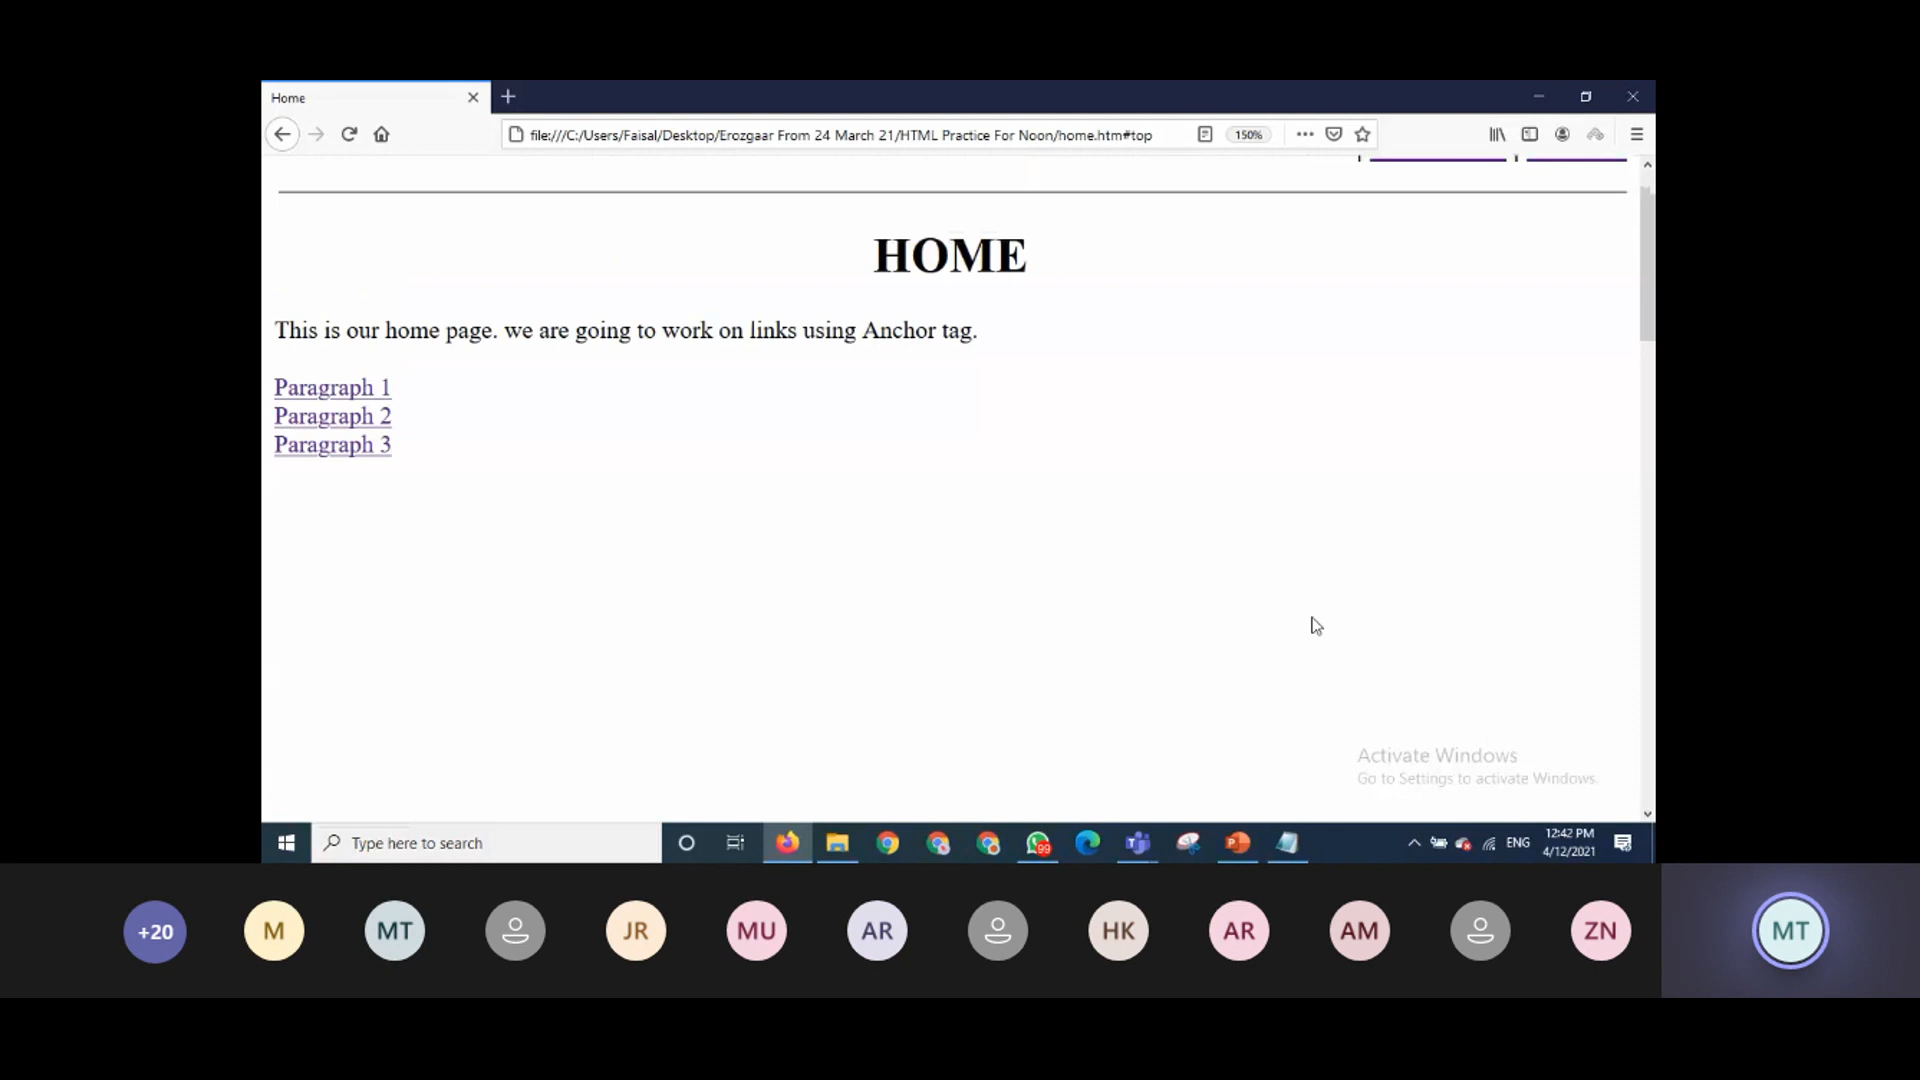 Home
file:///C:/Users/Faisal/Desktop/Erozgaar From 24 March 21/HTML Practice For Noon/home.htm#top
150%
HOME
This is our home page. we are going to work on links using Anchor tag.
Paragraph 1
Paragraph 2
Paragraph 3
Activate Windows
Go to Settings to activate Windows.
Type here to search
99
ENG
12:42 PM
4/12/2021
+20
M
MT
JR
MU
AR
HK
AR
AM
ZN
MT